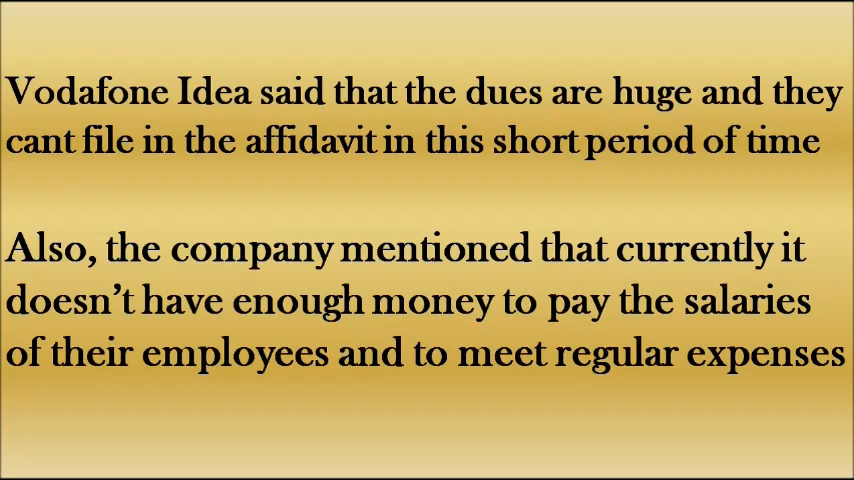 Vodafone Idea said that the dues are huge and they
cant file in the affidavit in this short period of time
Also, the company mentioned that currently it
doesn’t have enough money to pay the salaries
of their employees and to meet regular expenses